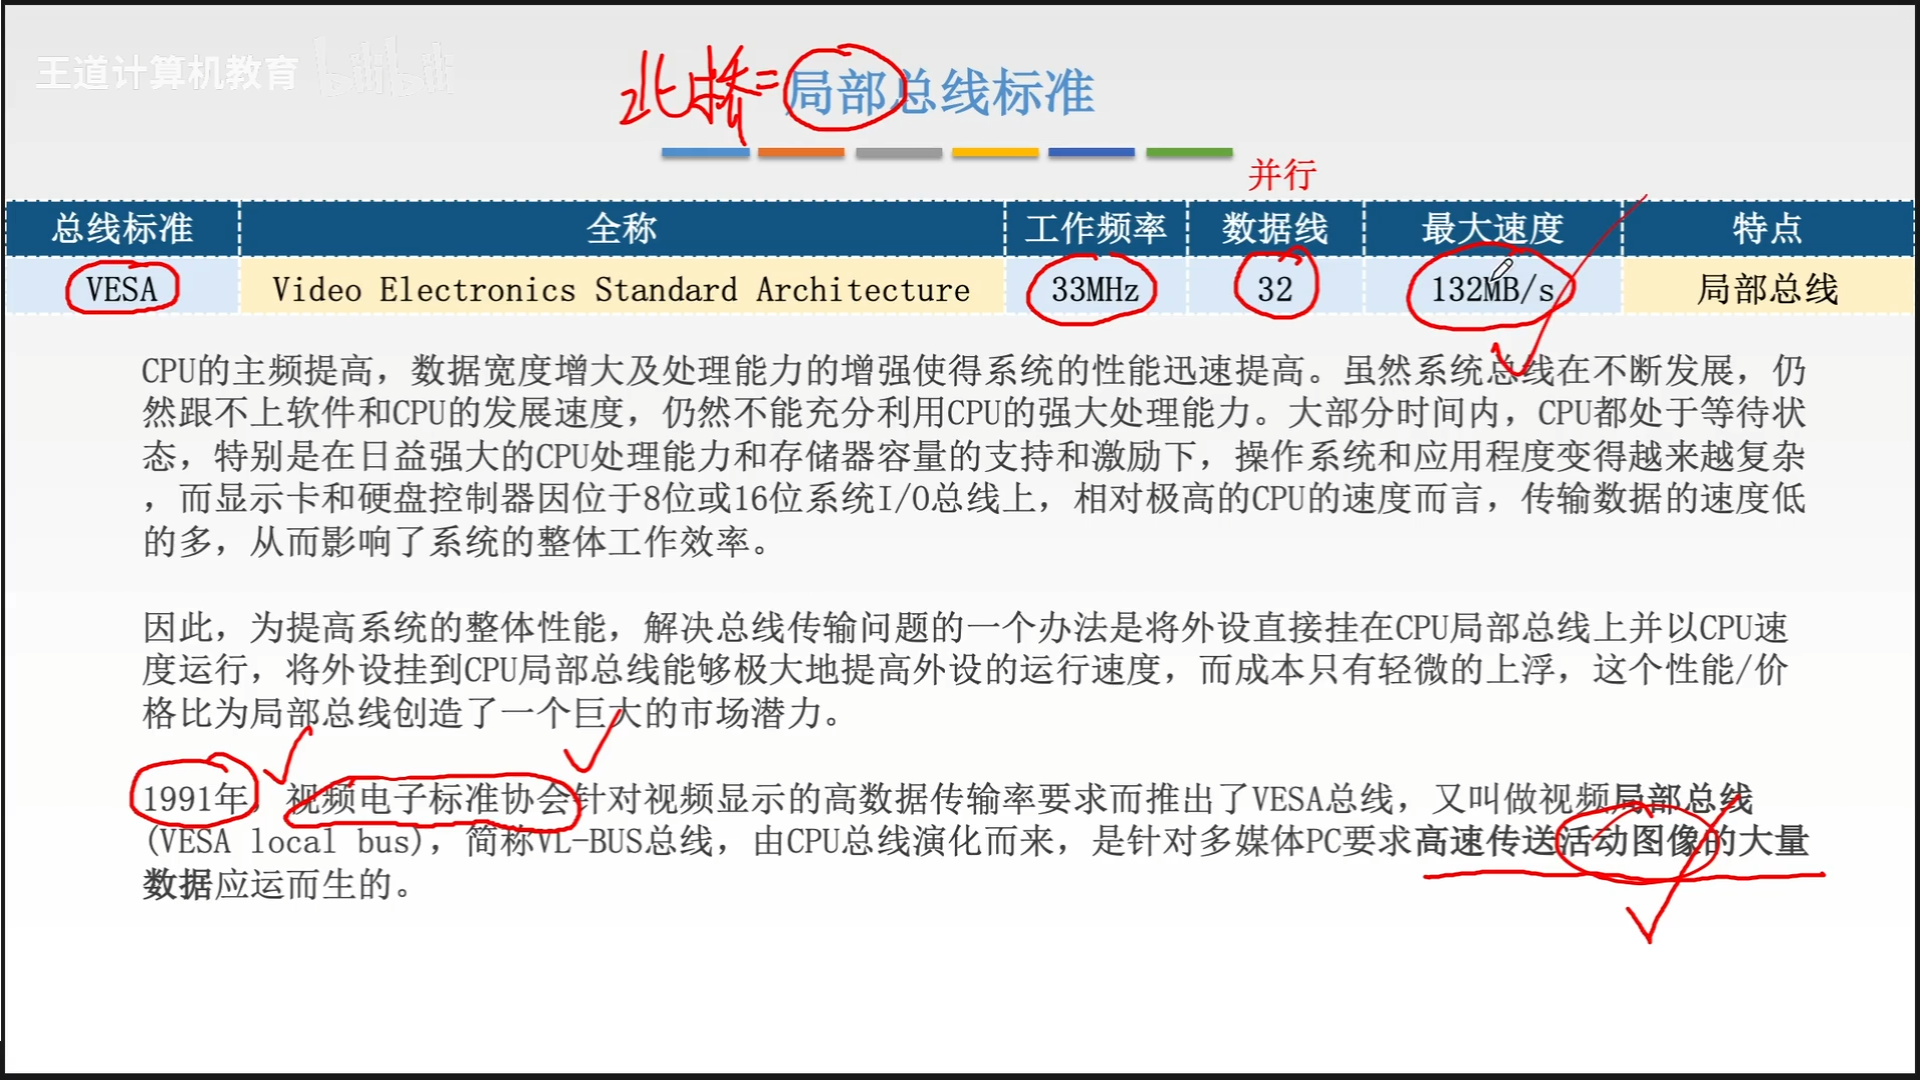 王道计算机教育 bilibili
北桥=局部总线标准
并行
总线标准 全称 工作频率 数据线 最大速度 特点
VESA Video Electronics Standard Architecture 33MHz 32 132MB/s 局部总线
CPU的主频提高，数据宽度增大及处理能力的增强使得系统的性能迅速提高。虽然系统总线在不断发展，仍
然跟不上软件和CPU的发展速度，仍然不能充分利用CPU的强大处理能力。大部分时间内，CPU都处于等待状
态，特别是在日益强大的CPU处理能力和存储器容量的支持和激励下，操作系统和应用程度变得越来越复杂
，而显示卡和硬盘控制器因位于8位或16位系统I/O总线上，相对极高的CPU的速度而言，传输数据的速度低
的多，从而影响了系统的整体工作效率。
因此，为提高系统的整体性能，解决总线传输问题的一个办法是将外设直接挂在CPU局部总线上并以CPU速
度运行，将外设挂到CPU局部总线能够极大地提高外设的运行速度，而成本只有轻微的上浮，这个性能/价
格比为局部总线创造了一个巨大的市场潜力。
1991年，视频电子标准协会针对视频显示的高数据传输率要求而推出了VESA总线，又叫做视频局部总线
(VESA local bus)，简称VL-BUS总线，由CPU总线演化而来，是针对多媒体PC要求高速传送活动图像的大量
数据应运而生的。